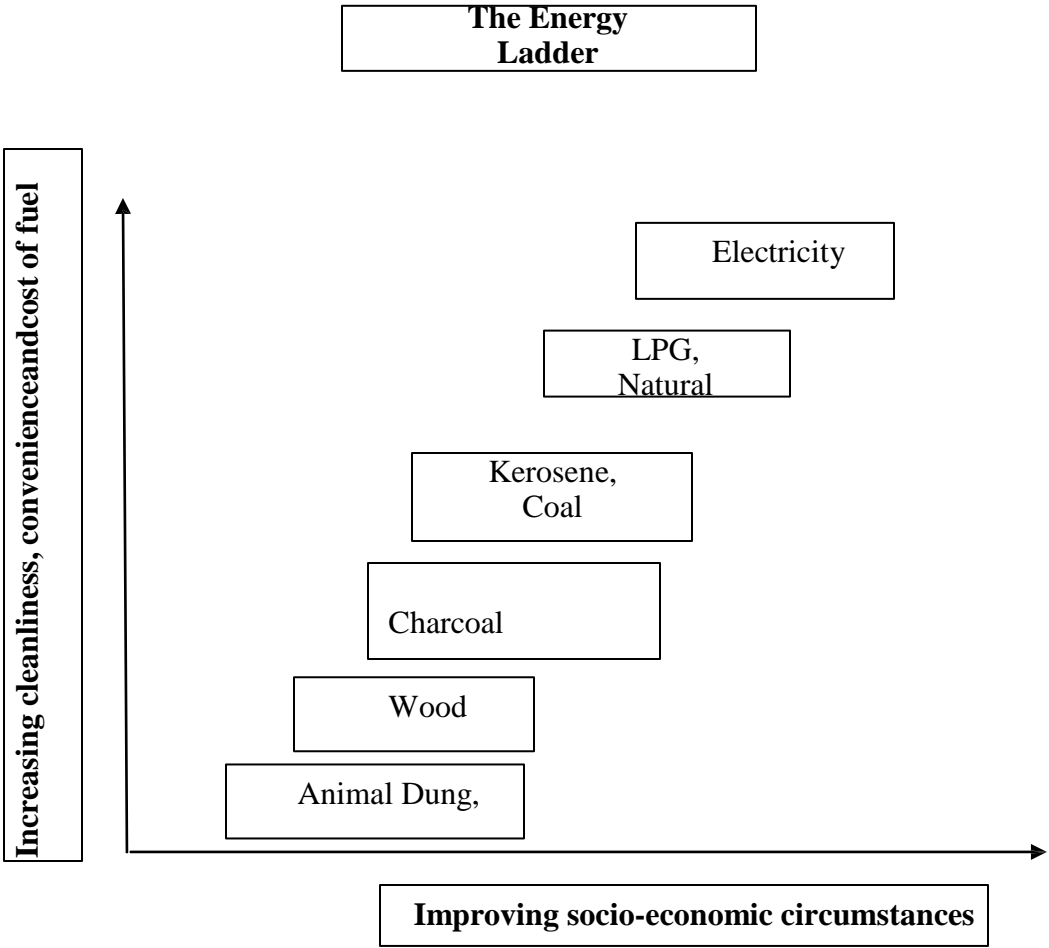 The Energy
Ladder
Increasing cleanliness, convenienceandcost of fuel
Electricity
LPG,
Natural
Kerosene,
Coal
Charcoal
Wood
Animal Dung,
Improving socio-economic circumstances